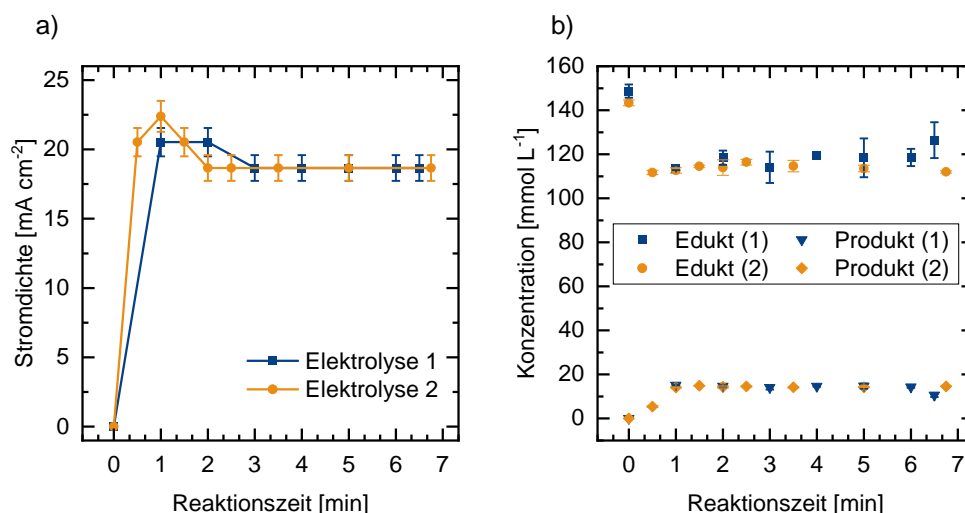 a)
25
20
15
10
5
0
Stromdichte [mA cm-2]
Elektrolyse 1
Elektrolyse 2
0 1 2 3 4 5 6 7
Reaktionszeit [min]
b)
160
140
120
100
80
60
40
20
0
Konzentration [mmol L-1]
Edukt (1) Produkt (1)
Edukt (2) Produkt (2)
0 1 2 3 4 5 6 7
Reaktionszeit [min]